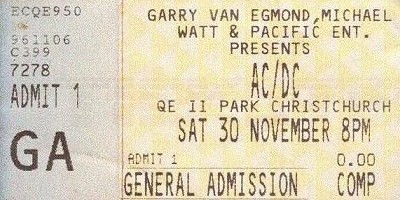 ECQE950
961106
C399
7278
ADMIT 1
GA
GARRY VAN EGMOND,MICHAEL
WATT & PACIFIC ENT.
PRESENTS
AC/DC
QE II PARK CHRISTCHURCH
SAT 30 NOVEMBER 8PM
ADMIT 1 0.00
GENERAL ADMISSION COMP